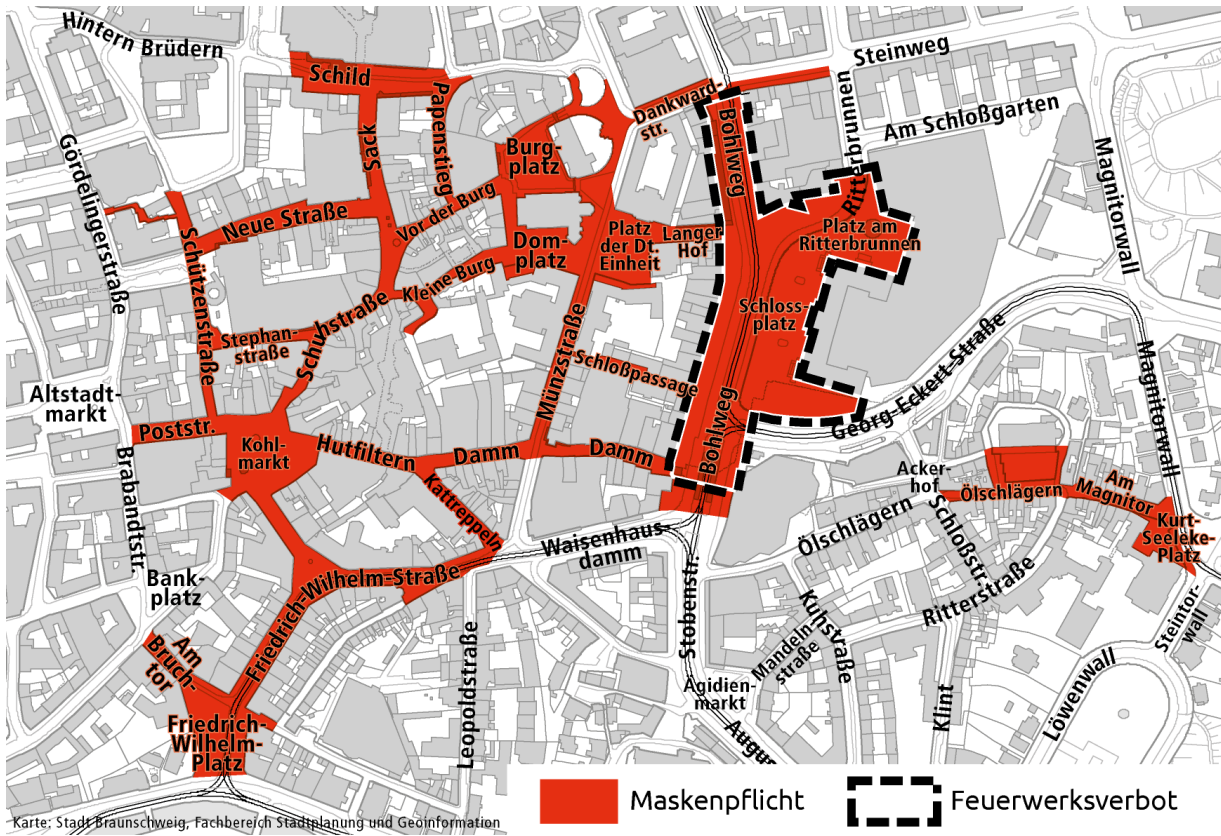 Hintern Brüdern
Schild
Steinweg
Papenstieg
Dankward-
str.
Bohlweg
Ritterbrunnen
Am Schloßgarten
Sack
Burg-
platz
Magnitorwall
Gördelingerstraße
Neue Straße
Vor der Burg
Schützenstraße
Dom-
platz
Platz
der Dt.
Einheit
Langer
Hof
Platz am
Ritterbrunnen
Kleine Burg
Schloss-
platz
Stephan-
straße
Schuhstraße
Münzstraße
Schloßpassage
Georg-Eckert-Straße
Magnitorwall
Altstadt-
markt
Poststr.
Kohl-
markt
Hutfiltern
Damm
Damm
Bohlweg
Brabandtstr.
Kattreppeln
Acker-
hof
Ölschlägern
Am
Magnitor
Kurt-
Seeleke-
Platz
Ölschlägern
Schloßstr.
Waisenhaus-
damm
Friedrich-Wilhelm-Straße
Bank-
platz
Stobenstr.
Ritterstraße
Kuhstraße
Mandeln-
straße
Steintor-
wall
Am
Bruch-
tor
Leopoldstraße
Ägidien-
markt
Klint
Löwenwall
Friedrich-
Wilhelm-
Platz
Augus
Maskenpflicht
Feuerwerksverbot
Karte: Stadt Braunschweig, Fachbereich Stadtplanung und Geoinformation